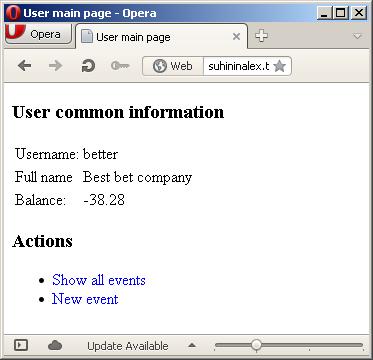 User main page - Opera
Opera
User main page
Web
suhininalex.t
User common information
Username: better
Full name Best bet company
Balance: -38.28
Actions
Show all events
New event
Update Available